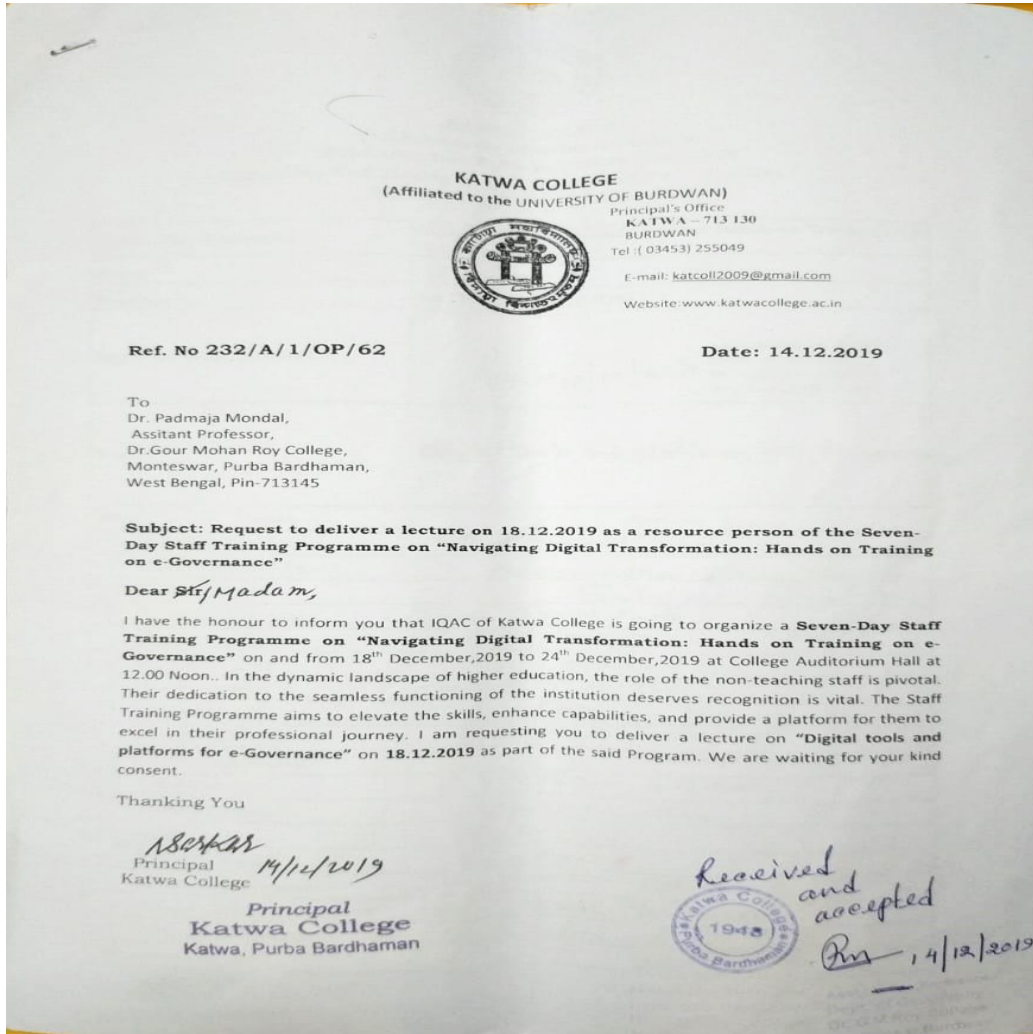 KATWA COLLEGE
(Affiliated to the UNIVERSITY OF BURDWAN)
Principal's Office
KATWA – 713 130
BURDWAN
Tel :( 03453) 255049
E-mail: katcoll2009@gmail.com
Website:www.katwacollege.ac.in
Ref. No 232/A/1/OP/62
Date: 14.12.2019
To
Dr. Padmaja Mondal,
Assitant Professor,
Dr.Gour Mohan Roy College,
Monteswar, Purba Bardhaman,
West Bengal, Pin-713145
Subject: Request to deliver a lecture on 18.12.2019 as a resource person of the Seven-
Day Staff Training Programme on “Navigating Digital Transformation: Hands on Training
on e-Governance”
Dear Sir/Madam,
I have the honour to inform you that IQAC of Katwa College is going to organize a Seven-Day Staff
Training Programme on “Navigating Digital Transformation: Hands on Training on e-
Governance” on and from 18th December,2019 to 24th December,2019 at College Auditorium Hall at
12.00 Noon.. In the dynamic landscape of higher education, the role of the non-teaching staff is pivotal.
Their dedication to the seamless functioning of the institution deserves recognition is vital. The Staff
Training Programme aims to elevate the skills, enhance capabilities, and provide a platform for them to
excel in their professional journey. I am requesting you to deliver a lecture on “Digital tools and
platforms for e-Governance” on 18.12.2019 as part of the said Program. We are waiting for your kind
consent.
Thanking You
NSarkar
Principal 14/12/2019
Katwa College
Principal
Katwa College
Katwa, Purba Bardhaman
Received
and
accepted
Katwa College
1948
Purba Bardhaman
14/12/2019